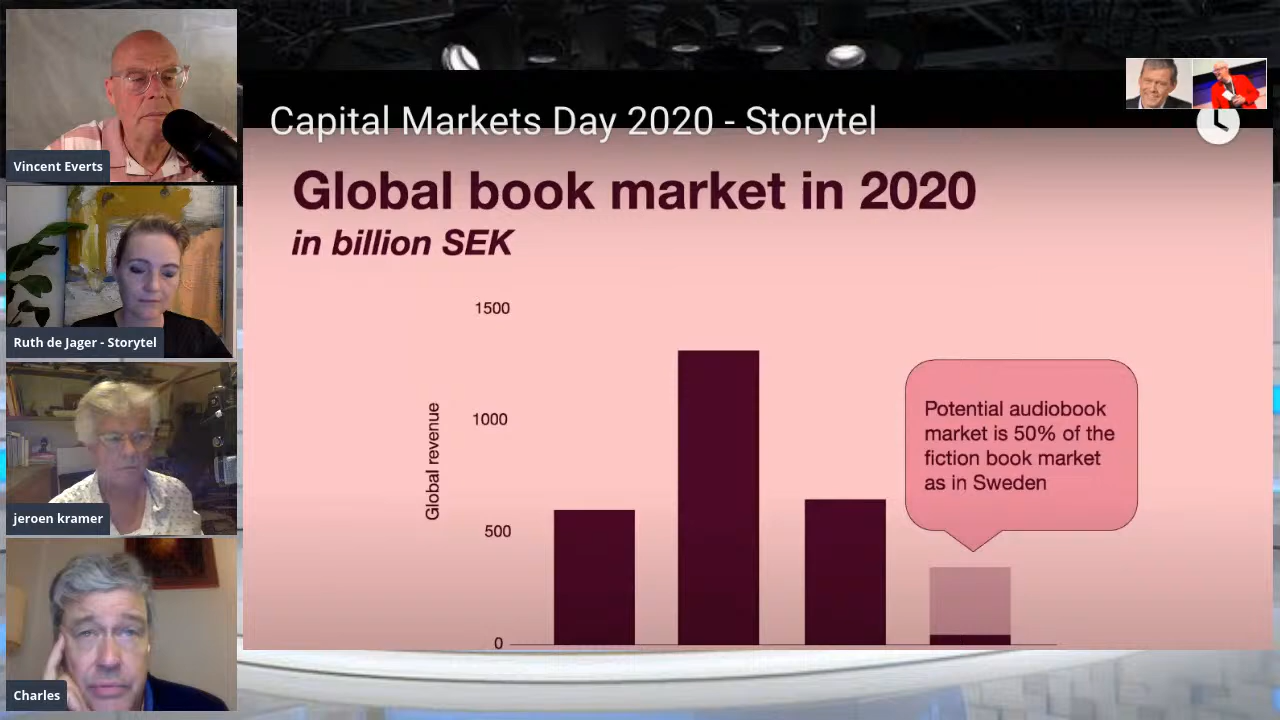 Vincent Everts
Ruth de Jager - Storytel
jeroen kramer
Charles
Capital Markets Day 2020 - Storytel
Global book market in 2020
in billion SEK
Global revenue
1500
1000
500
0
Potential audiobook
market is 50% of the
fiction book market
as in Sweden